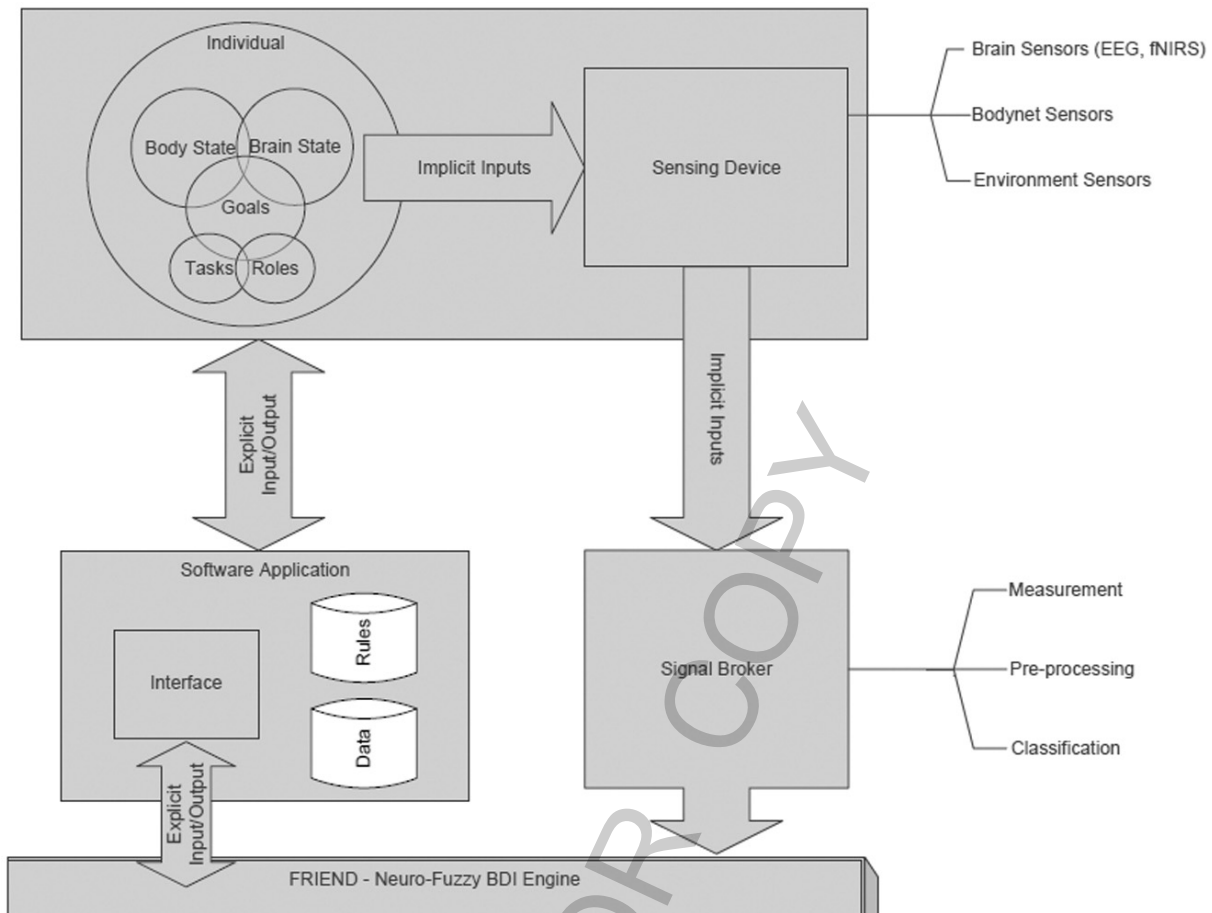 Individual
Body State
Brain State
Goals
Tasks
Roles
Implicit Inputs
Sensing Device
Brain Sensors (EEG, fNIRS)
Bodynet Sensors
Environment Sensors
Explicit
Input/Output
Implicit Inputs
Software Application
Interface
Rules
Data
Signal Broker
Measurement
Pre-processing
Classification
Explicit
Input/Output
FRIEND - Neuro-Fuzzy BDI Engine
OR COPY